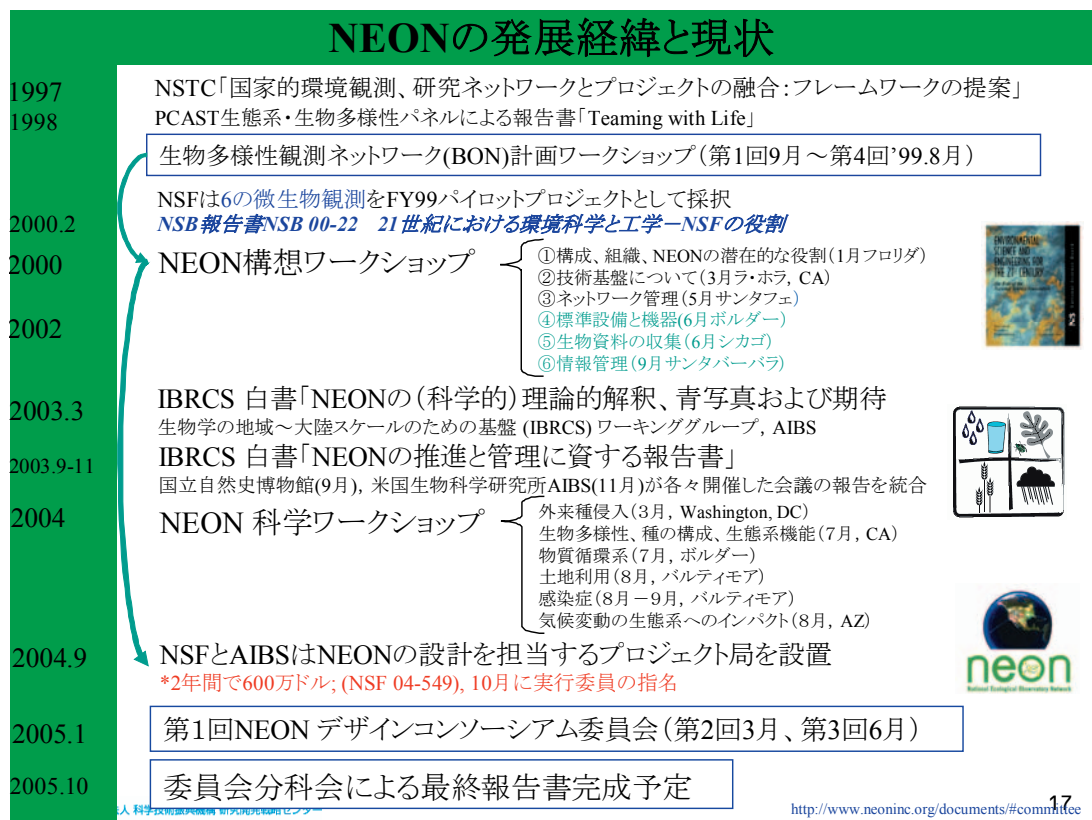 NEONの発展経緯と現状
1997 NSTC「国家的環境観測、研究ネットワークとプロジェクトの融合:フレームワークの提案」
1998 PCAST生態系・生物多様性パネルによる報告書「Teaming with Life」
生物多様性観測ネットワーク(BON)計画ワークショップ(第1回9月～第4回’99.8月)
NSFは6の微生物観測をFY99パイロットプロジェクトとして採択
2000.2 NSB報告書NSB 00-22 21世紀における環境科学と工学－NSFの役割
2000 NEON構想ワークショップ
①構成、組織、NEONの潜在的な役割(1月フロリダ)
②技術基盤について(3月ラ・ホラ, CA)
③ネットワーク管理(5月サンタフェ)
2002
④標準設備と機器(6月ボルダー)
⑤生物資料の収集(6月シカゴ)
⑥情報管理(9月サンタバーバラ)
ENVIRONMENTAL
SCIENCE AND
ENGINEERING FOR
THE 21ST CENTURY
2003.3 IBRCS 白書「NEONの(科学的)理論的解釈、青写真および期待
生物学の地域～大陸スケールのための基盤 (IBRCS) ワーキンググループ, AIBS
2003.9-11 IBRCS 白書「NEONの推進と管理に資する報告書」
国立自然史博物館(9月), 米国生物科学研究所AIBS(11月)が各々開催した会議の報告を統合
2004 NEON 科学ワークショップ
外来種侵入(3月, Washington, DC)
生物多様性、種の構成、生態系機能(7月, CA)
物質循環系(7月, ボルダー)
土地利用(8月, バルティモア)
感染症(8月－9月, バルティモア)
気候変動の生態系へのインパクト(8月, AZ)
2004.9 NSFとAIBSはNEONの設計を担当するプロジェクト局を設置
*2年間で600万ドル; (NSF 04-549), 10月に実行委員の指名
neon
National Ecological Observatory Network
2005.1 第1回NEON デザインコンソーシアム委員会(第2回3月、第3回6月)
2005.10 委員会分科会による最終報告書完成予定
人 科学技術振興機構 研究開発戦略センター
http://www.neoninc.org/documents/#committee
17